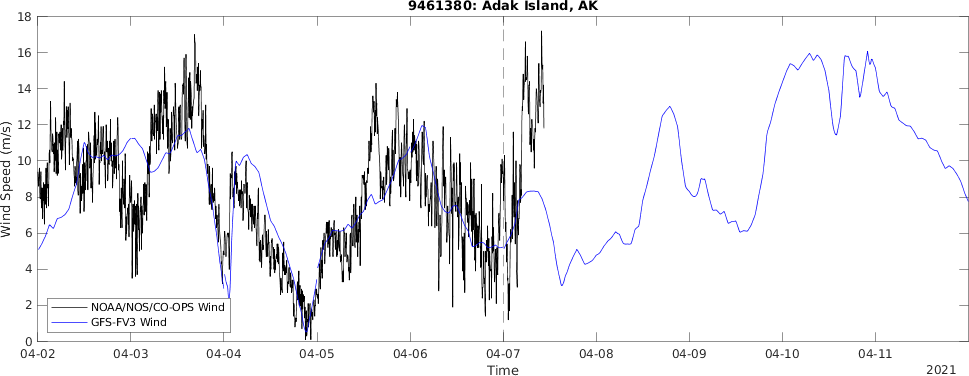 9461380: Adak Island, AK
Wind Speed (m/s)
18
16
14
12
10
8
6
4
2
0
NOAA/NOS/CO-OPS Wind
GFS-FV3 Wind
04-02 04-03 04-04 04-05 04-06 04-07 04-08 04-09 04-10 04-11
Time
2021